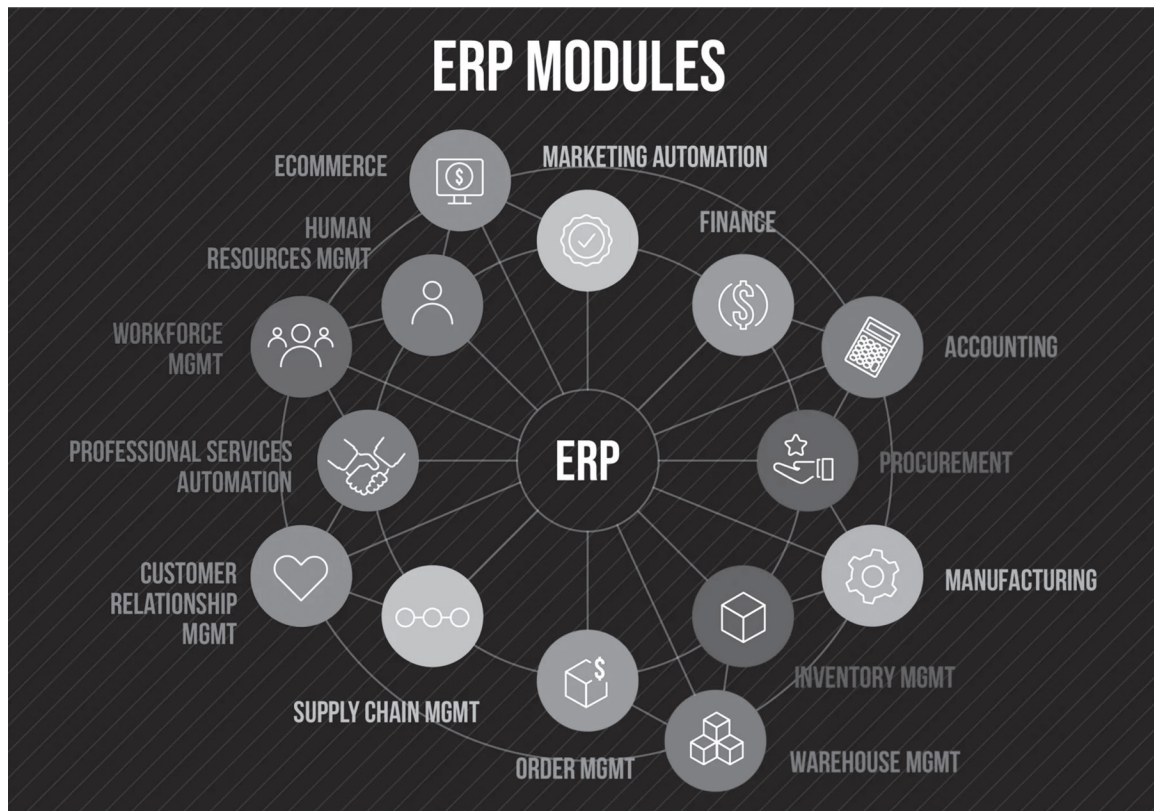 ERP MODULES
ECOMMERCE
MARKETING AUTOMATION
HUMAN
RESOURCES MGMT
FINANCE
WORKFORCE
MGMT
ACCOUNTING
PROFESSIONAL SERVICES
AUTOMATION
ERP
PROCUREMENT
CUSTOMER
RELATIONSHIP
MGMT
MANUFACTURING
INVENTORY MGMT
SUPPLY CHAIN MGMT
ORDER MGMT
WAREHOUSE MGMT